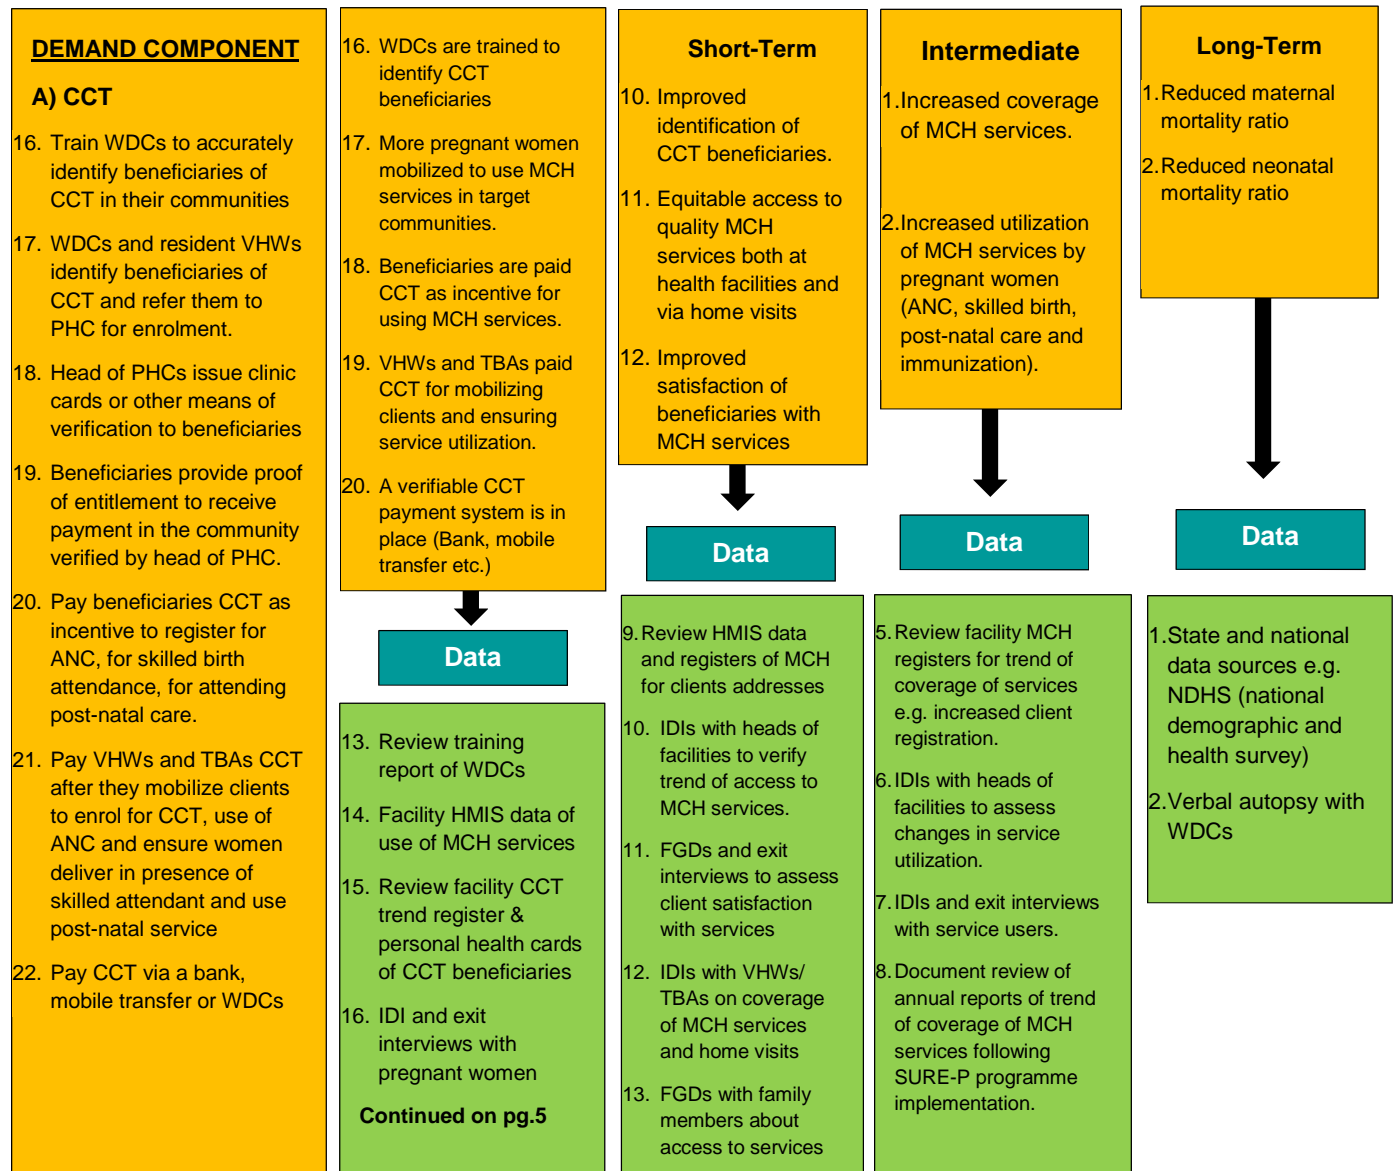 DEMAND COMPONENT
A) CCT
16. Train WDCs to accurately
identify beneficiaries of
CCT in their communities
17. WDCs and resident VHWs
identify beneficiaries of
CCT and refer them to
PHC for enrolment.
18. Head of PHCs issue clinic
cards or other means of
verification to beneficiaries
19. Beneficiaries provide proof
of entitlement to receive
payment in the community
verified by head of PHC.
20. Pay beneficiaries CCT as
incentive to register for
ANC, for skilled birth
attendance, for attending
post-natal care.
21. Pay VHWs and TBAs CCT
after they mobilize clients
to enrol for CCT, use of
ANC and ensure women
deliver in presence of
skilled attendant and use
post-natal service
22. Pay CCT via a bank,
mobile transfer or WDCs
16. WDCs are trained to
identify CCT
beneficiaries
17. More pregnant women
mobilized to use MCH
services in target
communities.
18. Beneficiaries are paid
CCT as incentive for
using MCH services.
19. VHWs and TBAs paid
CCT for mobilizing
clients and ensuring
service utilization.
20. A verifiable CCT
payment system is in
place (Bank, mobile
transfer etc.)
Data
13. Review training
report of WDCs
14. Facility HMIS data of
use of MCH services
15. Review facility CCT
trend register &
personal health cards
of CCT beneficiaries
16. IDI and exit
interviews with
pregnant women
Continued on pg.5
Short-Term
10. Improved
identification of
CCT beneficiaries.
11. Equitable access to
quality MCH
services both at
health facilities and
via home visits
12. Improved
satisfaction of
beneficiaries with
MCH services
Data
9. Review HMIS data
and registers of MCH
for clients addresses
10. IDIs with heads of
facilities to verify
trend of access to
MCH services.
11. FGDs and exit
interviews to assess
client satisfaction
with services
12. IDIs with VHWs/
TBAs on coverage
of MCH services
and home visits
13. FGDs with family
members about
access to services
Intermediate
1. Increased coverage
of MCH services.
2. Increased utilization
of MCH services by
pregnant women
(ANC, skilled birth,
post-natal care and
immunization).
Data
5. Review facility MCH
registers for trend of
coverage of services
e.g. increased client
registration.
6. IDIs with heads of
facilities to assess
changes in service
utilization.
7. IDIs and exit interviews
with service users.
8. Document review of
annual reports of trend
of coverage of MCH
services following
SURE-P programme
implementation.
Long-Term
1. Reduced maternal
mortality ratio
2. Reduced neonatal
mortality ratio
Data
1. State and national
data sources e.g.
NDHS (national
demographic and
health survey)
2. Verbal autopsy with
WDCs